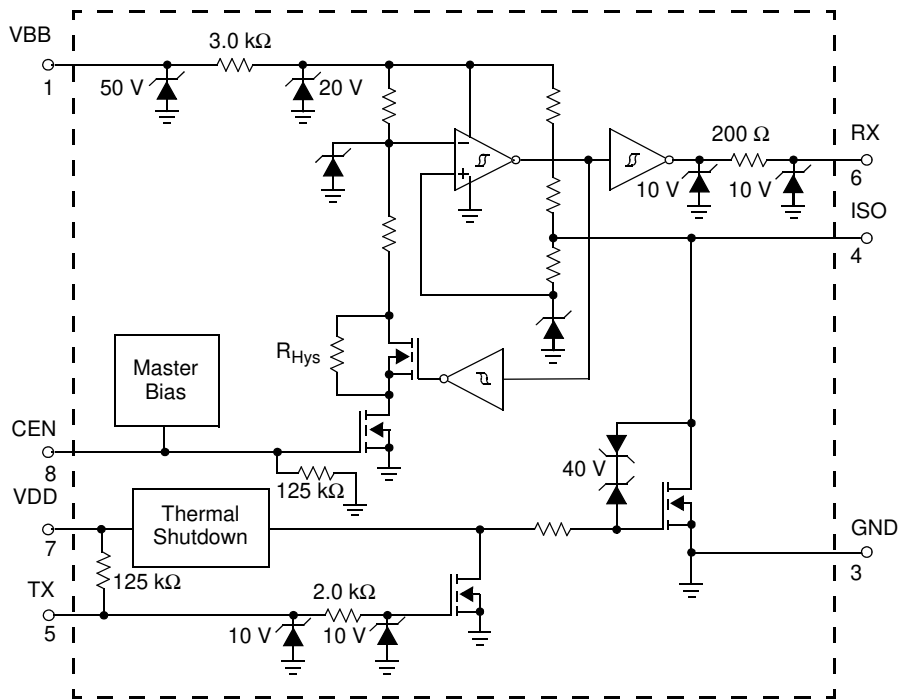 VBB
1
3.0 kΩ
50 V
20 V
200 Ω
RX
6
10 V
10 V
ISO
4
RHys
Master
Bias
CEN
8
125 kΩ
40 V
VDD
7
Thermal
Shutdown
GND
3
125 kΩ
TX
5
2.0 kΩ
10 V
10 V